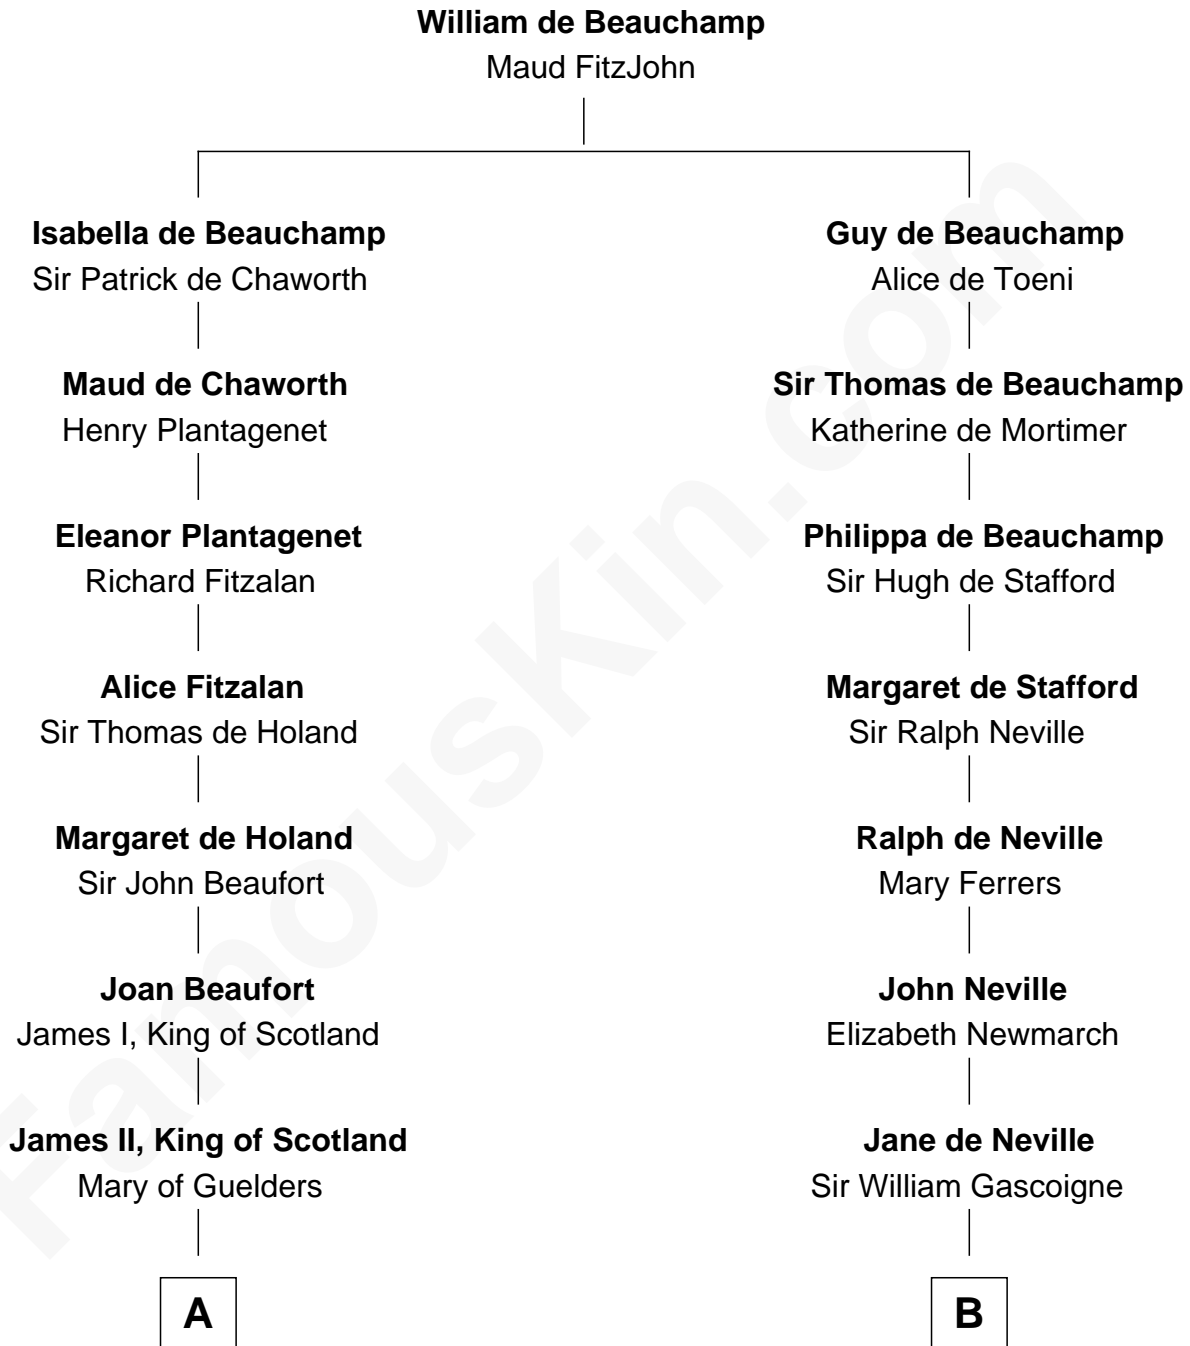 William de Beauchamp
Maud FitzJohn
Isabella de Beauchamp
Sir Patrick de Chaworth
Guy de Beauchamp
Alice de Toeni
Maud de Chaworth
Henry Plantagenet
Sir Thomas de Beauchamp
Katherine de Mortimer
Eleanor Plantagenet
Richard Fitzalan
Philippa de Beauchamp
Sir Hugh de Stafford
Alice Fitzalan
Sir Thomas de Holand
Margaret de Stafford
Sir Ralph Neville
Margaret de Holand
Sir John Beaufort
Ralph de Neville
Mary Ferrers
Joan Beaufort
James I, King of Scotland
John Neville
Elizabeth Newmarch
James II, King of Scotland
Mary of Guelders
Jane de Neville
Sir William Gascoigne
A
B
FamousKin.com